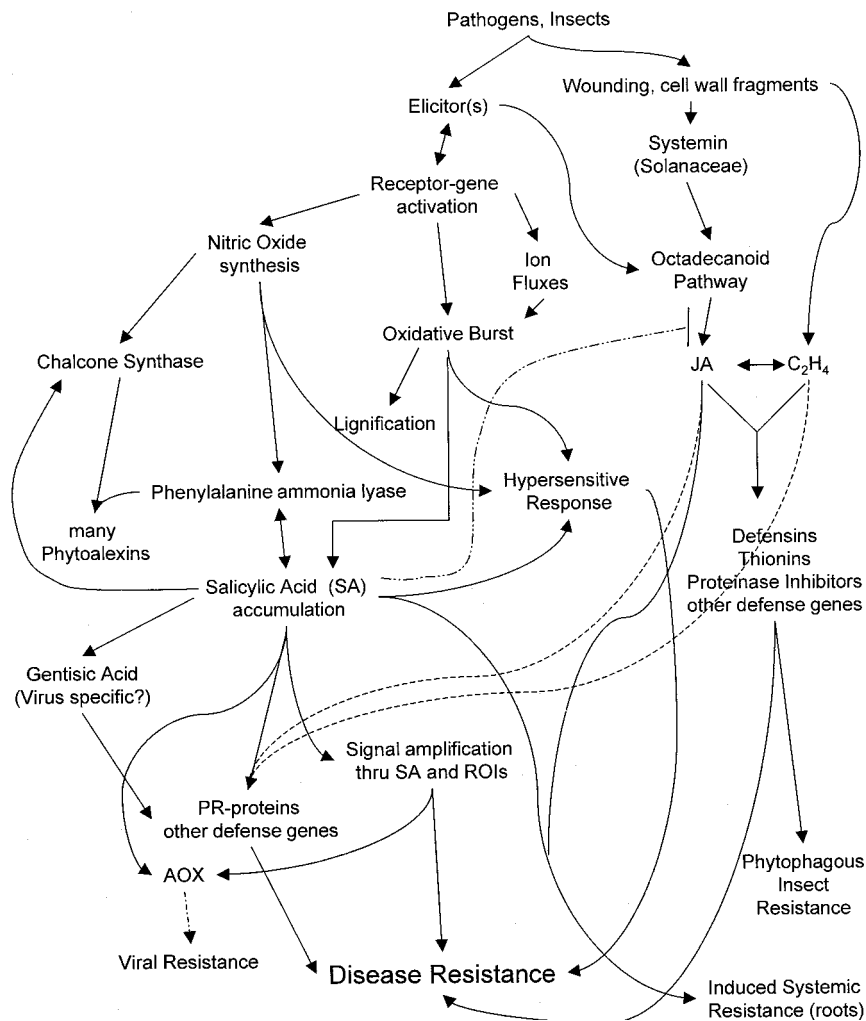 Pathogens, Insects
Wounding, cell wall fragments
Elicitor(s)
Systemin
(Solanaceae)
Receptor-gene
activation
Nitric Oxide
synthesis
Ion
Fluxes
Octadecanoid
Pathway
Oxidative Burst
Chalcone Synthase
JA
C₂H₄
Lignification
Phenylalanine ammonia lyase
Hypersensitive
Response
many
Phytoalexins
Defensins
Thionins
Proteinase Inhibitors
other defense genes
Salicylic Acid (SA)
accumulation
Gentisic Acid
(Virus specific?)
Signal amplification
thru SA and ROIs
PR-proteins
other defense genes
AOX
Phytophagous
Insect
Resistance
Viral Resistance
Disease Resistance
Induced Systemic
Resistance (roots)